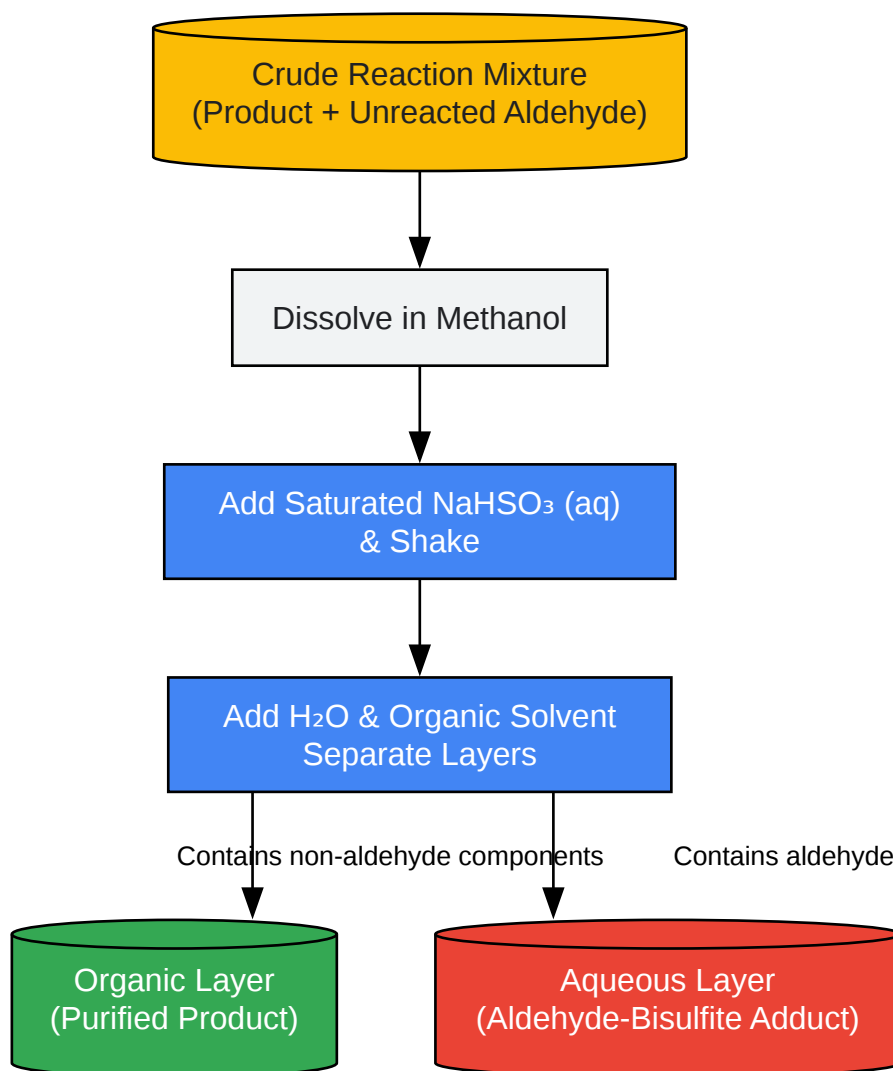 Crude Reaction Mixture
(Product + Unreacted Aldehyde)
Dissolve in Methanol
Add Saturated NaHSO₃ (aq)
& Shake
Add H₂O & Organic Solvent
Separate Layers
Contains non-aldehyde components
Contains aldehyde
Organic Layer
(Purified Product)
Aqueous Layer
(Aldehyde-Bisulfite Adduct)